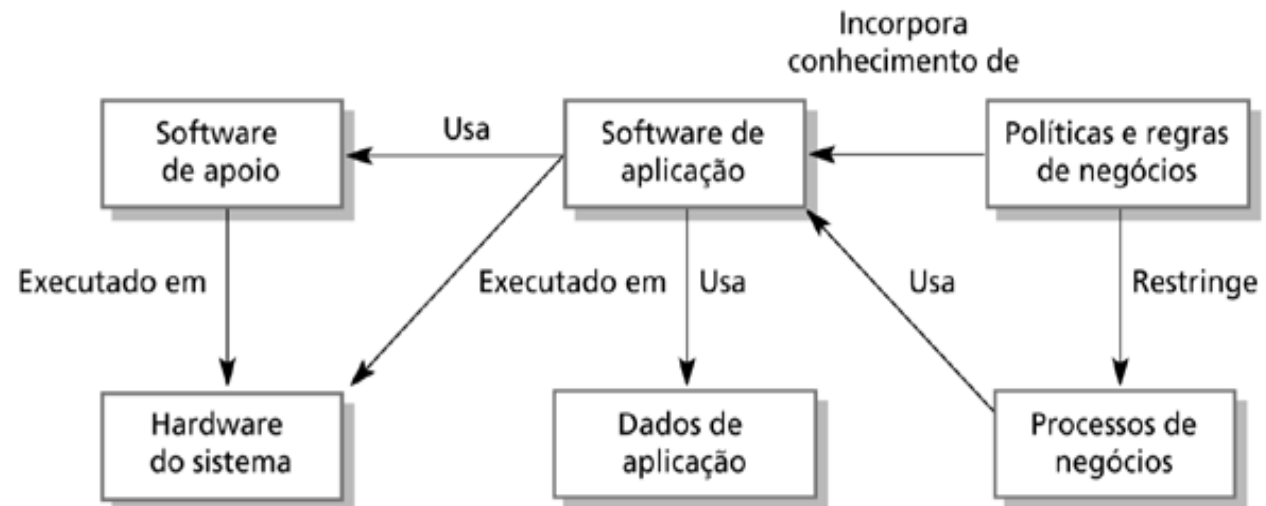 Incorpora
conhecimento de
Software
de apoio
Usa
Software de
aplicação
Políticas e regras
de negócios
Executado em
Executado em
Usa
Usa
Restringe
Hardware
do sistema
Dados de
aplicação
Processos de
negócios